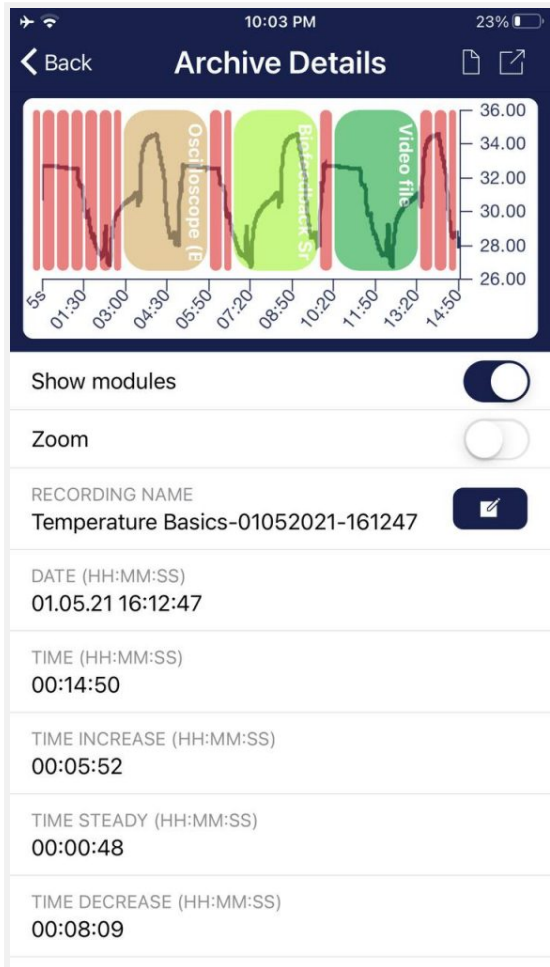 10:03 PM
23%
Back
Archive Details
Oscilloscope (E
Biofeedback Sr
Video file
36.00
34.00
32.00
30.00
28.00
26.00
5s
01:30
03:00
04:30
05:50
07:20
08:50
10:20
11:50
13:20
14:50
Show modules
Zoom
RECORDING NAME
Temperature Basics-01052021-161247
DATE (HH:MM:SS)
01.05.21 16:12:47
TIME (HH:MM:SS)
00:14:50
TIME INCREASE (HH:MM:SS)
00:05:52
TIME STEADY (HH:MM:SS)
00:00:48
TIME DECREASE (HH:MM:SS)
00:08:09